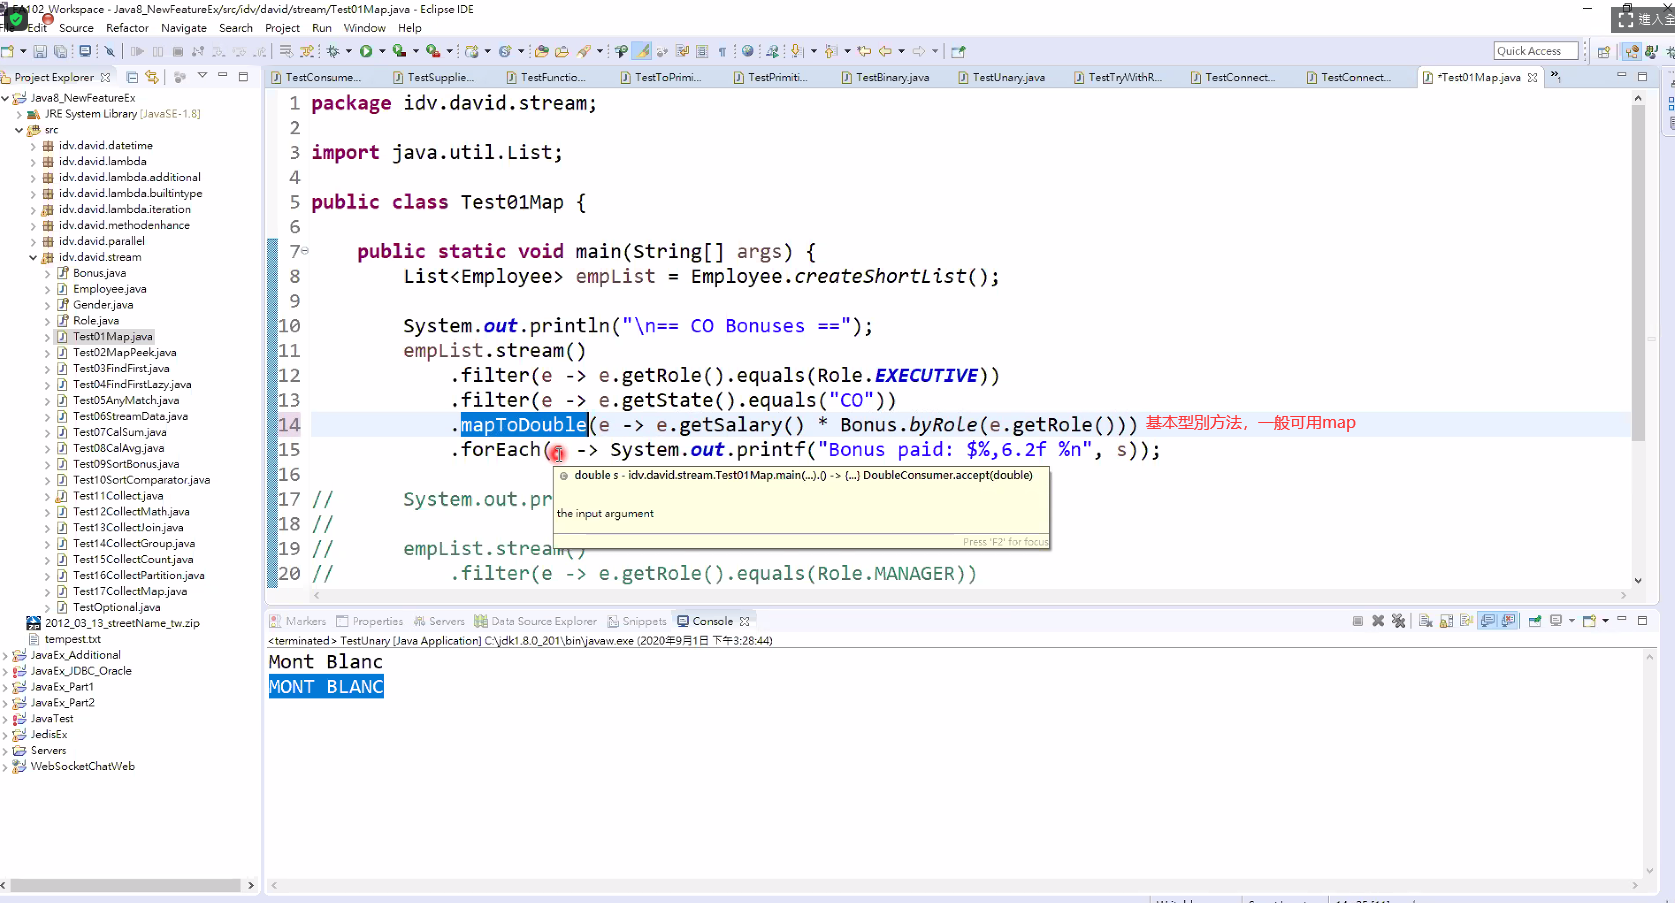 EA102_Workspace - Java8_NewFeatureEx/src/idv/david/stream/Test01Map.java - Eclipse IDE
進入全
Edit Source Refactor Navigate Search Project Run Window Help
Quick Access
Project Explorer
TestConsume... TestSupplie... TestFunctio... TestToPrimi... TestPrimiti... TestBinary.java TestUnary.java TestTryWithR... TestConnect... TestConnect... *Test01Map.java »1
Java8_NewFeatureEx
JRE System Library [JavaSE-1.8]
src
idv.david.datetime
idv.david.lambda
idv.david.lambda.additional
idv.david.lambda.builtintype
idv.david.lambda.iteration
idv.david.methodenhance
idv.david.parallel
idv.david.stream
Bonus.java
Employee.java
Gender.java
Role.java
Test01Map.java
Test02MapPeek.java
Test03FindFirst.java
Test04FindFirstLazy.java
Test05AnyMatch.java
Test06StreamData.java
Test07CalSum.java
Test08CalAvg.java
Test09SortBonus.java
Test10SortComparator.java
Test11Collect.java
Test12CollectMath.java
Test13CollectJoin.java
Test14CollectGroup.java
Test15CollectCount.java
Test16CollectPartition.java
Test17CollectMap.java
TestOptional.java
2012_03_13_streetName_tw.zip
tempest.txt
JavaEx_Additional
JavaEx_JDBC_Oracle
JavaEx_Part1
JavaEx_Part2
JavaTest
JedisEx
Servers
WebSocketChatWeb
1 package idv.david.stream;
2
3 import java.util.List;
4
5 public class Test01Map {
6
7 public static void main(String[] args) {
8 List<Employee> empList = Employee.createShortList();
9
10 System.out.println("\n== CO Bonuses ==");
11 empList.stream()
12 .filter(e -> e.getRole().equals(Role.EXECUTIVE))
13 .filter(e -> e.getState().equals("CO"))
14 .mapToDouble(e -> e.getSalary() * Bonus.byRole(e.getRole())) 基本型別方法，一般可用map
15 .forEach( -> System.out.printf("Bonus paid: $%,6.2f %n", s));
16
double s - idv.david.stream.Test01Map.main(...).() -> {...} DoubleConsumer.accept(double)
the input argument
Press 'F2' for focus
17 // System.out.pr
18 //
19 // empList.stream()
20 // .filter(e -> e.getRole().equals(Role.MANAGER))
Markers Properties Servers Data Source Explorer Snippets Console
<terminated> TestUnary [Java Application] C:\jdk1.8.0_201\bin\javaw.exe (2020年9月1日 下午3:28:44)
Mont Blanc
MONT BLANC